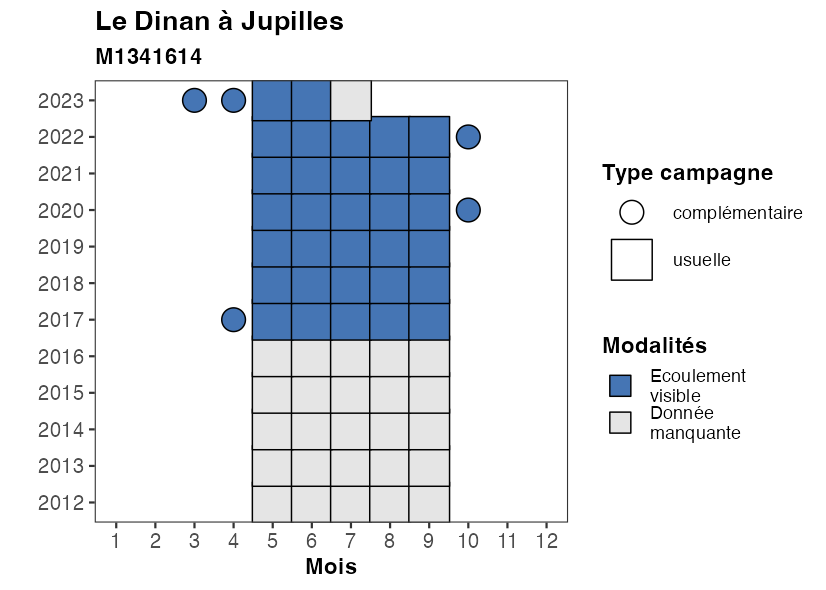 Le Dinan à Jupilles
M1341614
2023
2022
2021
2020
2019
2018
2017
2016
2015
2014
2013
2012
1 2 3 4 5 6 7 8 9 10 11 12
Mois
Type campagne
complémentaire
usuelle
Modalités
Ecoulement
visible
Donnée
manquante